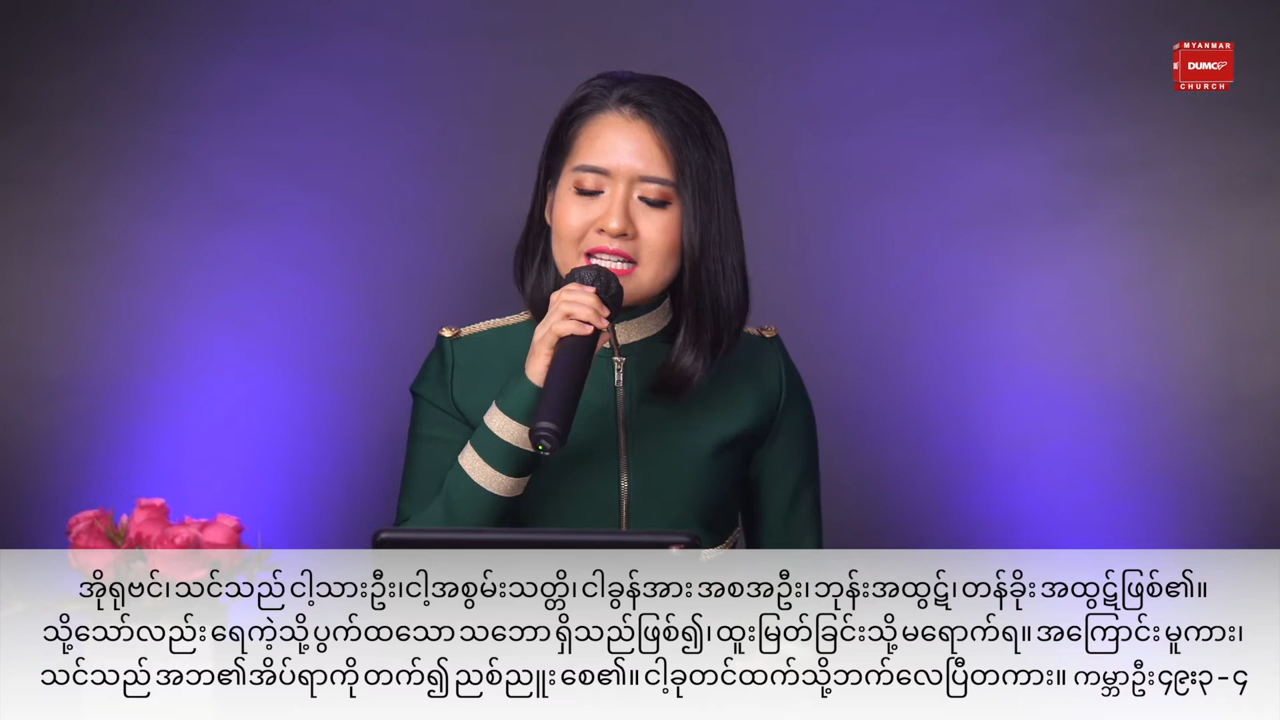 MYANMAR
DUMC
CHURCH
အိုရုဗင်၊ သင်သည် ငါ့သားဦး၊ငါ့အစွမ်းသတ္တိ၊ ငါခွန်အား အစအဦး၊ ဘုန်းအထွဋ်၊ တန်ခိုး အထွဋ်ဖြစ်၏။
သို့သော်လည်း ရေကဲ့သို့ ပွက်ထသော သဘော ရှိသည်ဖြစ်၍၊ ထူးမြတ်ခြင်းသို့ မရောက်ရ။ အကြောင်း မူကား၊
သင်သည် အဘ၏အိပ်ရာကို တက်၍ ညစ်ညူး စေ၏။ ငါ့ခုတင်ထက်သို့ဘက်လေပြီတကား။ ကမ္ဘာဦး ၄၉း၃ - ၄